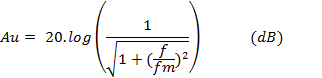 Au = 20.log(1/√(1+(f/fm)²)) (dB)